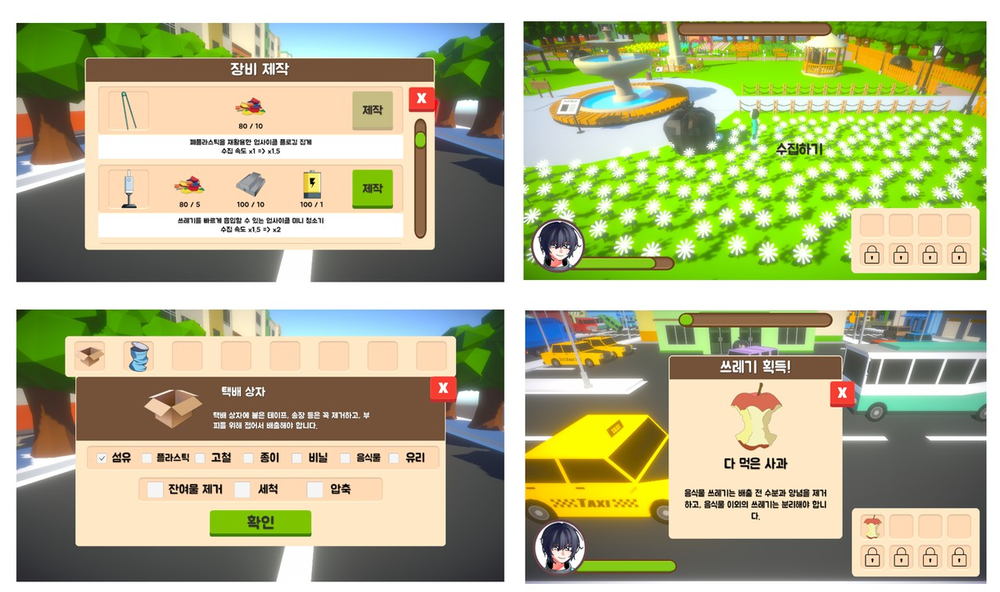 장비 제작
X
80 / 10
제작
폐플라스틱을 재활용한 업사이클 플로깅 집게
수집 속도 x1 => x1.5
80 / 5
100 / 10
100 / 1
제작
쓰레기를 빠르게 흡입할 수 있는 업사이클 미니 청소기
수집 속도 x1.5 => x2
수집하기
X
택배 상자
택배 상자에 붙은 테이프, 송장 등은 꼭 제거하고, 부
피를 위해 접어서 배출해야 합니다.
섬유 플라스틱 고철 종이 비닐 음식물 유리
잔여물 제거 세척 압축
확인
쓰레기 획득!
X
다 먹은 사과
음식물 쓰레기는 배출 전 수분과 양념을 제거
하고, 음식물 이외의 쓰레기는 분리해야 합니
다.
TAXI
TAXI